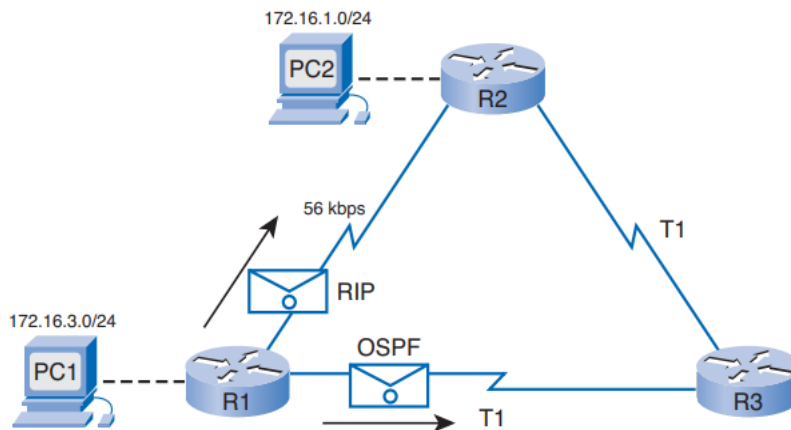 172.16.1.0/24
PC2
R2
56 kbps
T1
RIP
172.16.3.0/24
OSPF
PC1
R1
T1
R3